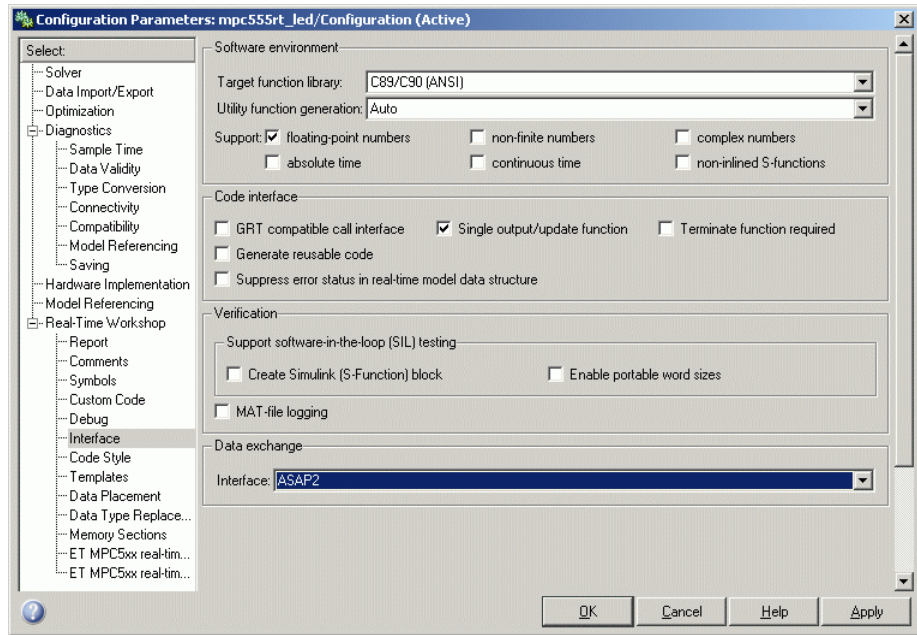 Configuration Parameters: mpc555rt_led/Configuration (Active)
Select:
Solver
Data Import/Export
Optimization
Diagnostics
Sample Time
Data Validity
Type Conversion
Connectivity
Compatibility
Model Referencing
Saving
Hardware Implementation
Model Referencing
Real-Time Workshop
Report
Comments
Symbols
Custom Code
Debug
Interface
Code Style
Templates
Data Placement
Data Type Replace...
Memory Sections
ET MPC5xx real-tim...
ET MPC5xx real-tim...
Software environment
Target function library: C89/C90 (ANSI)
Utility function generation: Auto
Support: floating-point numbers non-finite numbers complex numbers
absolute time continuous time non-inlined S-functions
Code interface
GRT compatible call interface Single output/update function Terminate function required
Generate reusable code
Suppress error status in real-time model data structure
Verification
Support software-in-the-loop (SIL) testing
Create Simulink (S-Function) block Enable portable word sizes
MAT-file logging
Data exchange
Interface: ASAP2
OK Cancel Help Apply